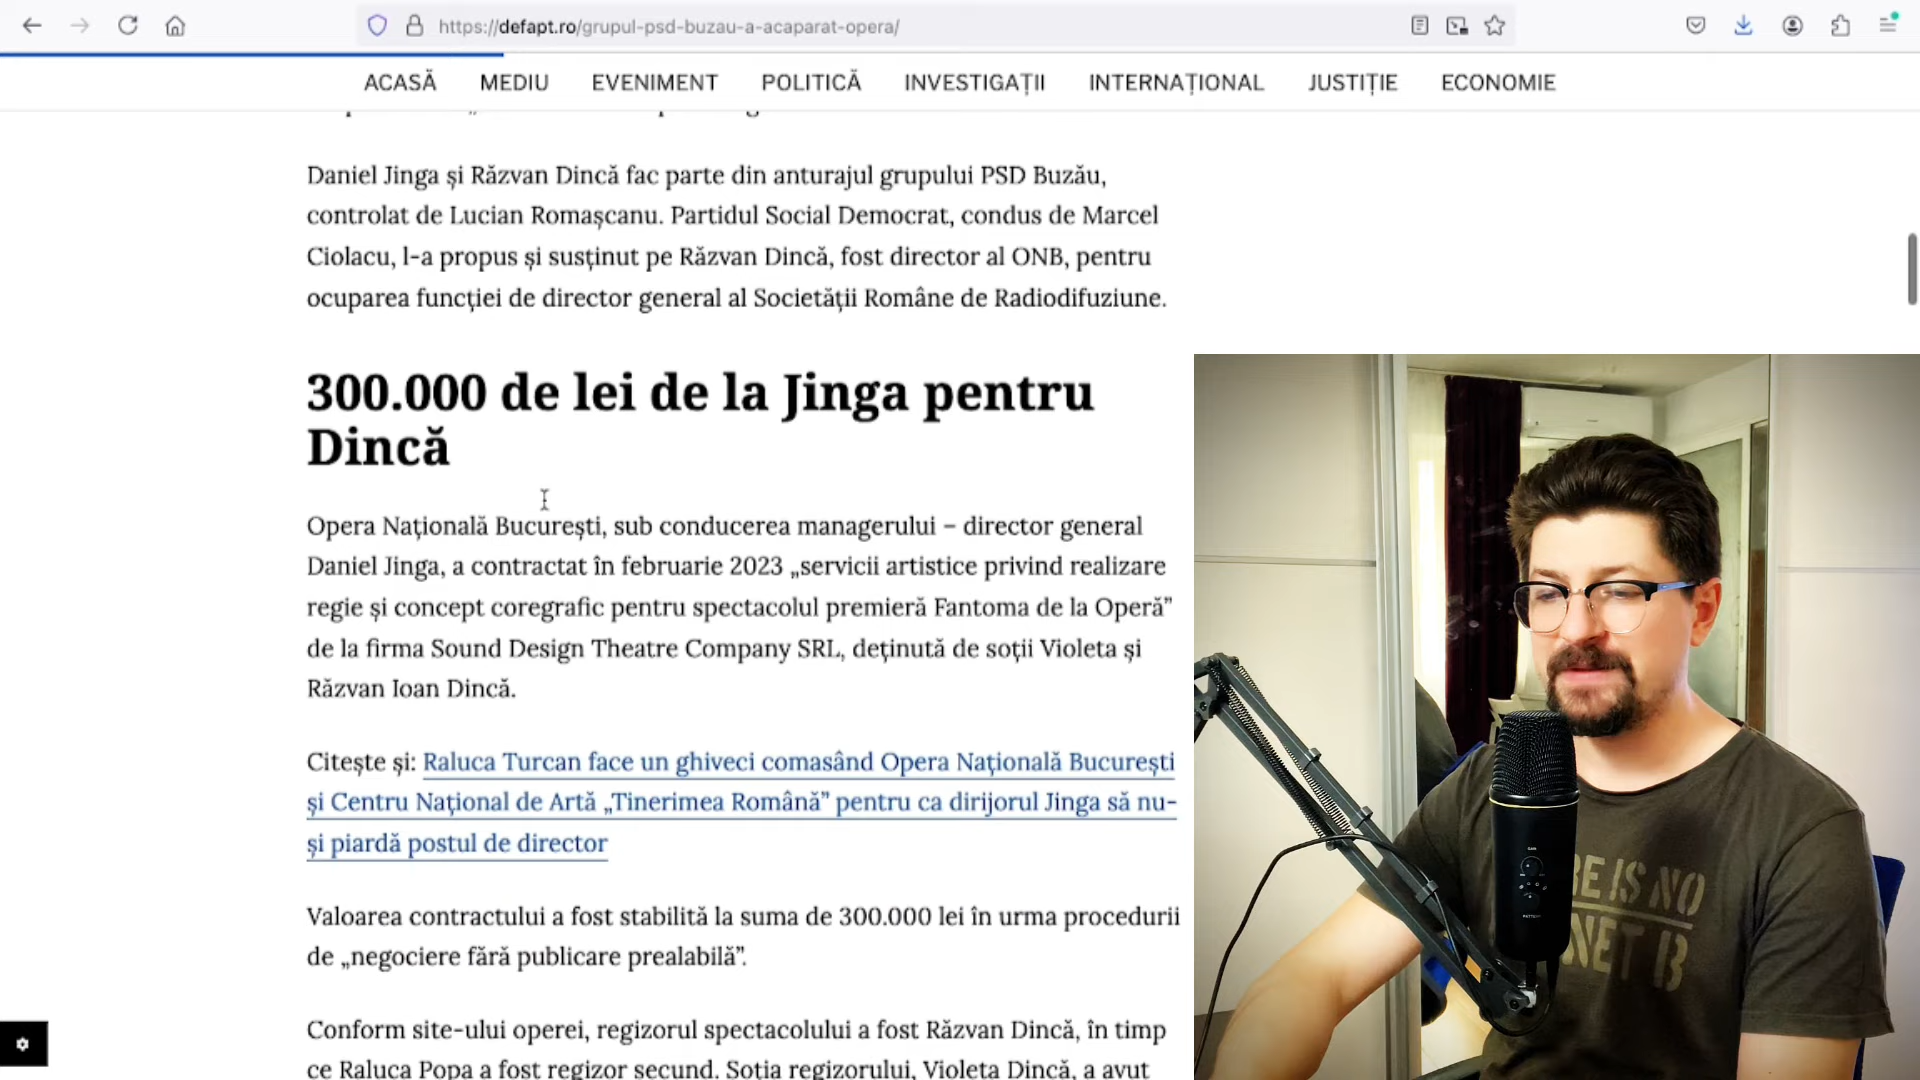 https://defapt.ro/grupul-psd-buzau-a-acaparat-opera/
ACASĂ MEDIU EVENIMENT POLITICĂ INVESTIGAȚII INTERNAȚIONAL JUSTIȚIE ECONOMIE
Daniel Jinga și Răzvan Dincă fac parte din anturajul grupului PSD Buzău,
controlat de Lucian Romașcanu. Partidul Social Democrat, condus de Marcel
Ciolacu, l-a propus și susținut pe Răzvan Dincă, fost director al ONB, pentru
ocuparea funcției de director general al Societății Române de Radiodifuziune.
300.000 de lei de la Jinga pentru
Dincă
Opera Națională București, sub conducerea managerului – director general
Daniel Jinga, a contractat în februarie 2023 „servicii artistice privind realizare
regie și concept coregrafic pentru spectacolul premieră Fantoma de la Operă”
de la firma Sound Design Theatre Company SRL, deținută de soții Violeta și
Răzvan Ioan Dincă.
Citește și: Raluca Turcan face un ghiveci comasând Opera Națională București
și Centru Național de Artă „Tinerimea Română” pentru ca dirijorul Jinga să nu-
și piardă postul de director
Valoarea contractului a fost stabilită la suma de 300.000 lei în urma procedurii
de „negociere fără publicare prealabilă”.
Conform site-ului operei, regizorul spectacolului a fost Răzvan Dincă, în timp
ce Raluca Popa a fost regizor secund. Soția regizorului, Violeta Dincă, a avut
RE IS NO
NET B